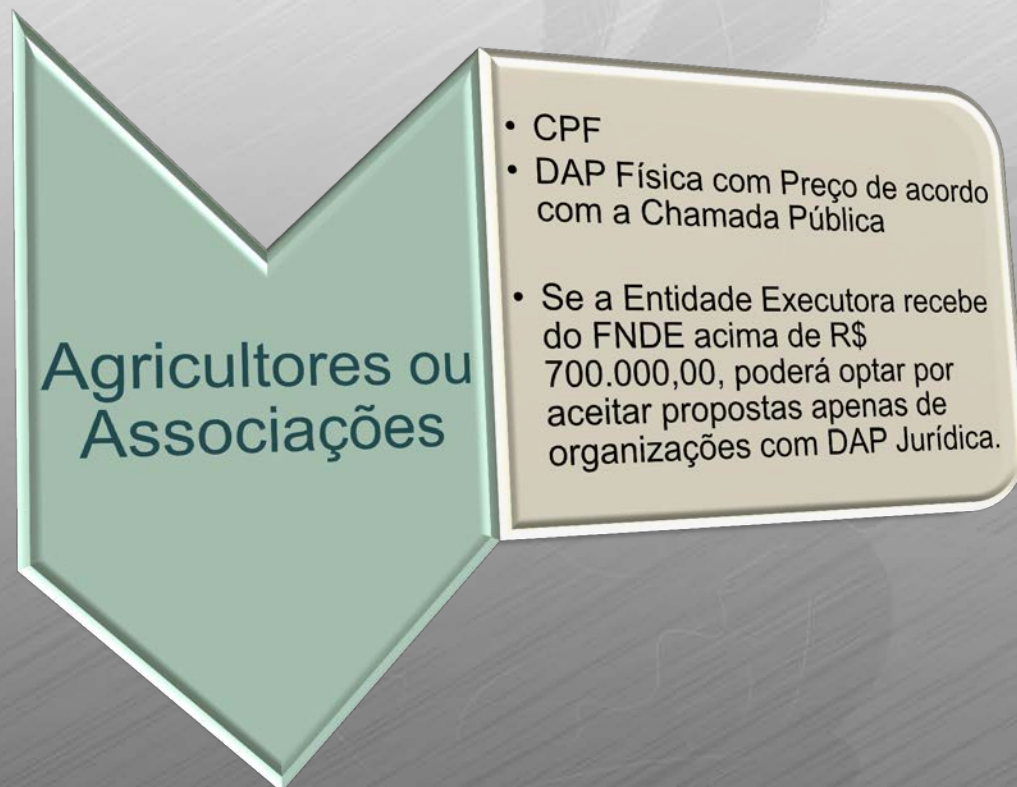 Agricultores ou
Associações
• CPF
• DAP Física com Preço de acordo
com a Chamada Pública
• Se a Entidade Executora recebe
do FNDE acima de R$
700.000,00, poderá optar por
aceitar propostas apenas de
organizações com DAP Jurídica.